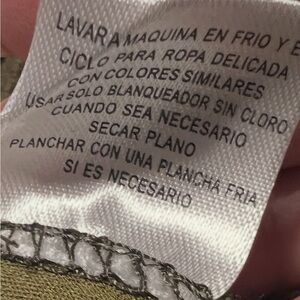 LAVAR A MAQUINA EN FRIO Y E
CICLO PARA ROPA DELICADA
CON COLORES SIMILARES
USAR SOLO BLANQUEADOR SIN CLORO
CUANDO SEA NECESARIO
SECAR PLANO
PLANCHAR CON UNA PLANCHA FRIA
SI ES NECESARIO